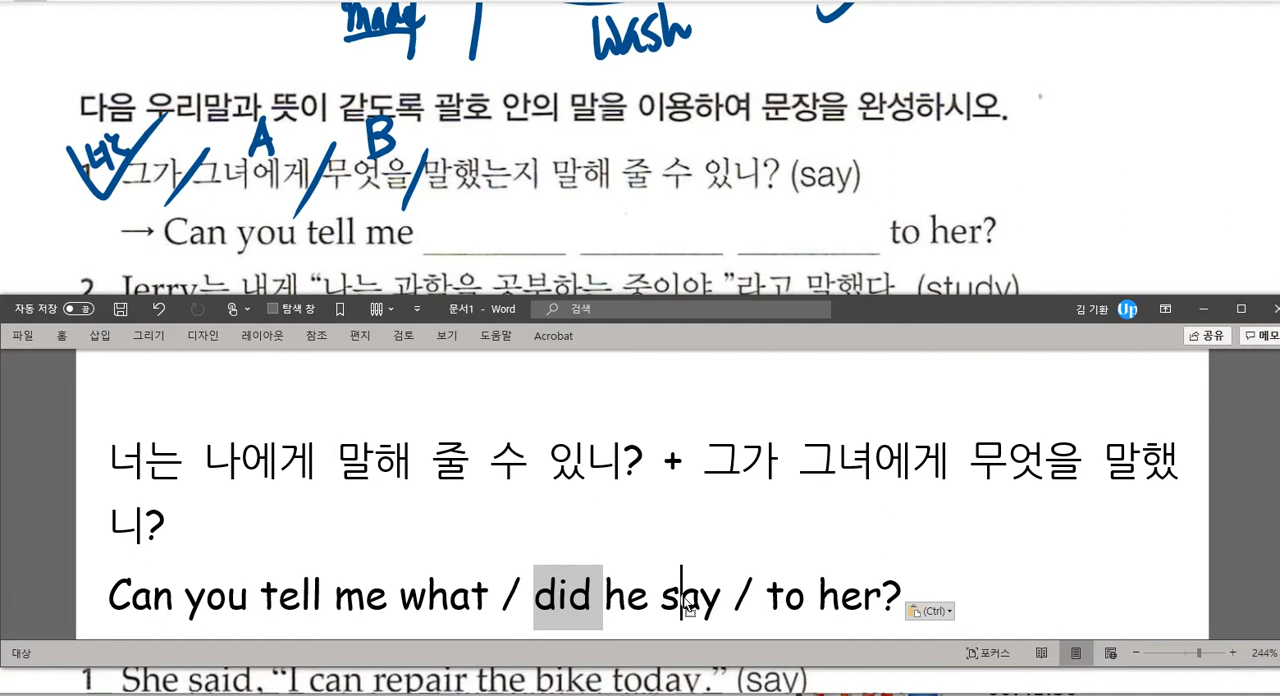 made wash
다음 우리말과 뜻이 같도록 괄호 안의 말을 이용하여 문장을 완성하시오.
너는 A B
1 그가 그녀에게 무엇을 말했는지 말해 줄 수 있니? (say)
→ Can you tell me ________ ________ ________ to her?
2 Jerry는 내게 “나는 과학을 공부하는 중이야.”라고 말했다. (study)
자동 저장 끔 탐색 창 문서1 - Word 검색 김 기환 Up
파일 홈 삽입 그리기 디자인 레이아웃 참조 편지 검토 보기 도움말 Acrobat 공유 메모
너는 나에게 말해 줄 수 있니? + 그가 그녀에게 무엇을 말했
니?
Can you tell me what / did he say / to her?
(Ctrl)
대상 포커스 244%
1 She said, “I can repair the bike today.” (say)